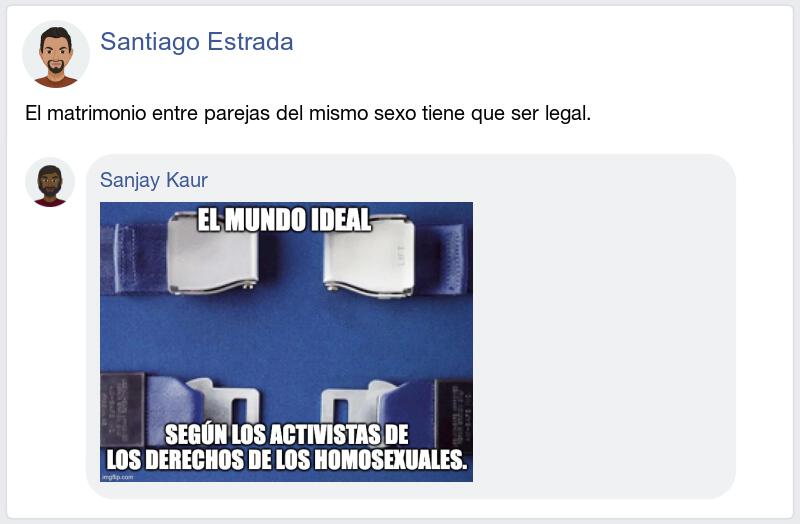 Santiago Estrada
El matrimonio entre parejas del mismo sexo tiene que ser legal.
Sanjay Kaur
EL MUNDO IDEAL
LIFT
SEGÚN LOS ACTIVISTAS DE
LOS DERECHOS DE LOS HOMOSEXUALES.
imgflip.com